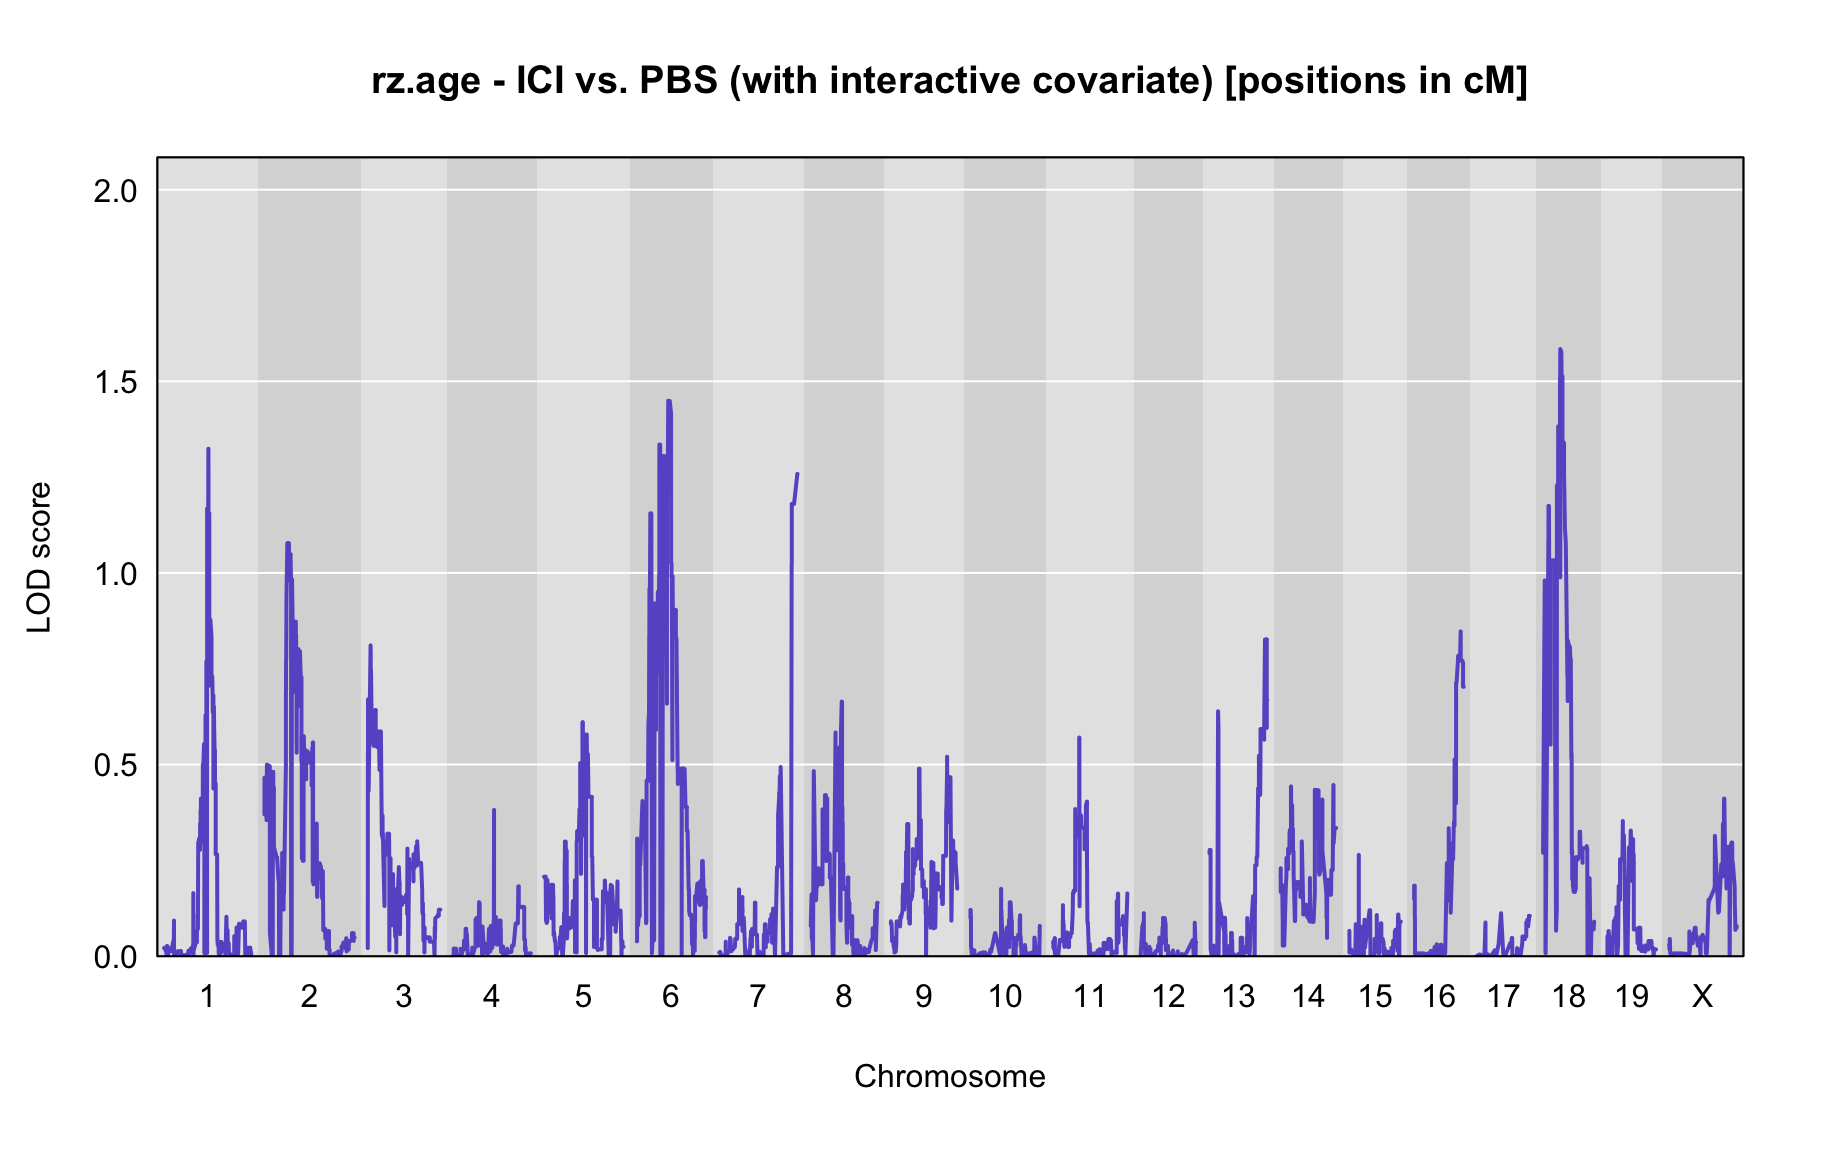 rz.age - ICI vs. PBS (with interactive covariate) [positions in cM]
2.0
1.5
1.0
0.5
0.0
LOD score
1 2 3 4 5 6 7 8 9 10 11 12 13 14 15 16 17 18 19 X
Chromosome